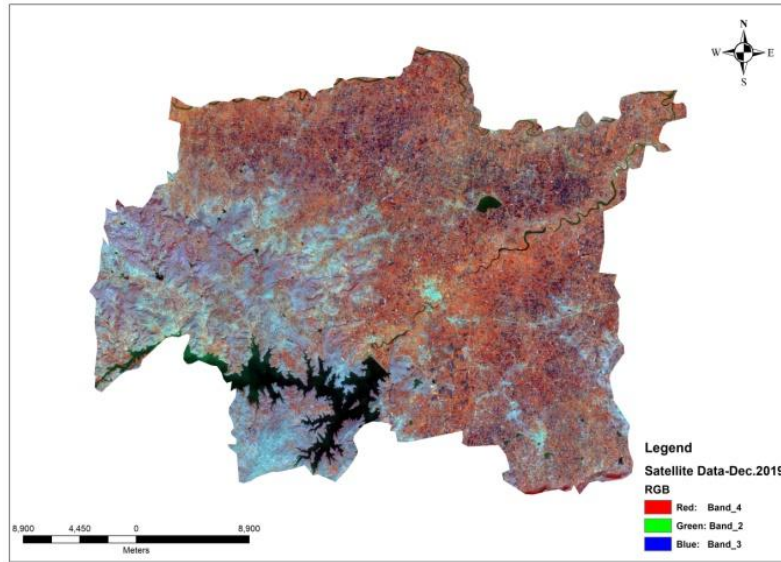 N
W E
S
Legend
Satellite Data-Dec.2019
RGB
Red: Band_4
Green: Band_2
Blue: Band_3
8,900 4,450 0 8,900
Meters